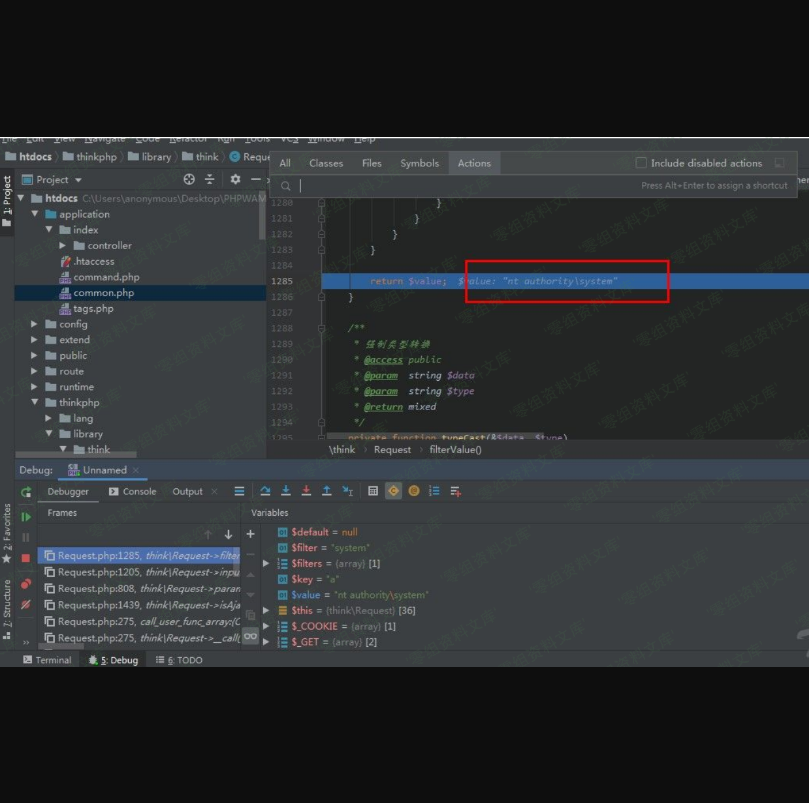 File Edit View Navigate Code Refactor Run Tools VCS Window Help
htdocs thinkphp library think Reque
All Classes Files Symbols Actions Include disabled actions
Press Alt+Enter to assign a shortcut
1: Project
Project
htdocs C:\Users\anonymous\Desktop\PHPWAM
application
index
controller
.htaccess
command.php
common.php
tags.php
config
extend
public
route
runtime
thinkphp
lang
library
think
1280 }
1281 }
1282 }
1283 }
1284
1285 return $value; $value: "nt authority\system"
1286 }
1287
1288 /**
1289 * 强制类型转换
1290 * @access public
1291 * @param string $data
1292 * @param string $type
1293 * @return mixed
1294 */
1295 private function typeCast(&$data, $type)
\think Request filterValue()
Debug: Unnamed
Debugger Console Output
Frames
Variables
Request.php:1285, think\Request->filter
Request.php:1205, think\Request->inpu
Request.php:808, think\Request->paran
Request.php:1439, think\Request->isAja
Request.php:275, call_user_func_array:{C
Request.php:275, think\Request->__call(
$default = null
$filter = "system"
$filters = {array} [1]
$key = "a"
$value = "nt authority\system"
$this = {think\Request} [36]
$_COOKIE = {array} [1]
$_GET = {array} [2]
2: Favorites
7: Structure
Terminal 5: Debug 6: TODO
零组资料文库